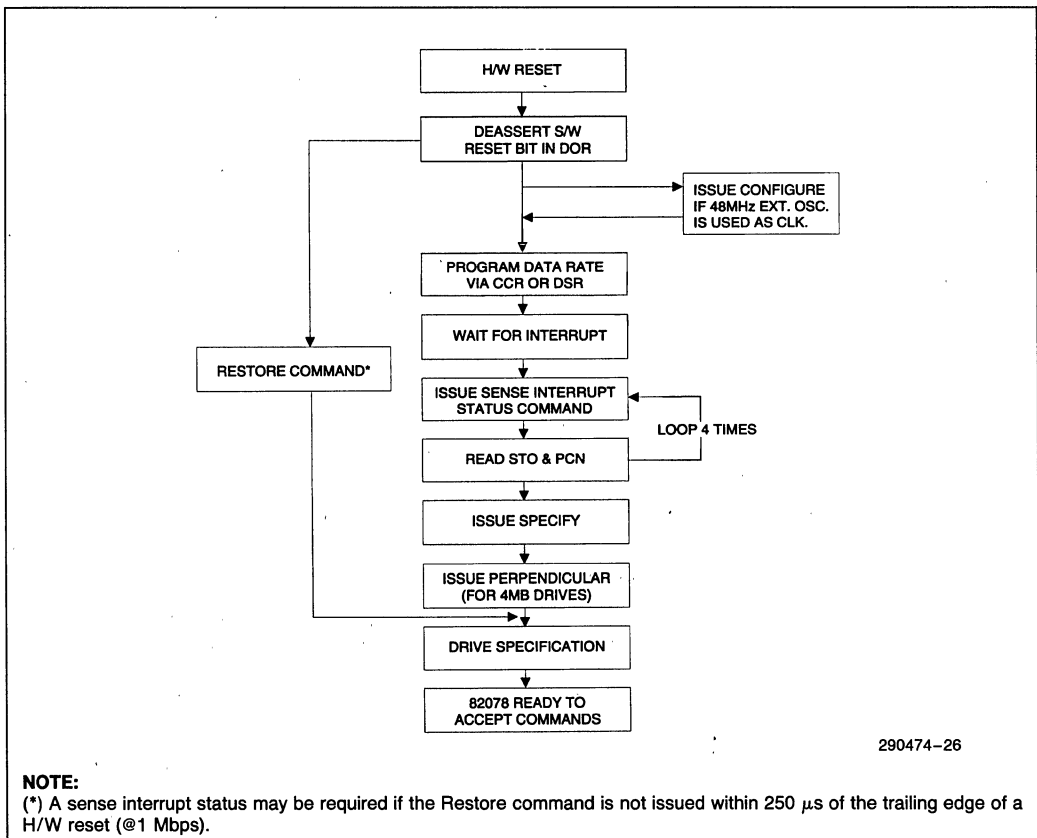 H/W RESET
DEASSERT S/W
RESET BIT IN DOR
ISSUE CONFIGURE
IF 48MHz EXT. OSC.
IS USED AS CLK.
PROGRAM DATA RATE
VIA CCR OR DSR
WAIT FOR INTERRUPT
RESTORE COMMAND*
ISSUE SENSE INTERRUPT
STATUS COMMAND
LOOP 4 TIMES
READ STO & PCN
ISSUE SPECIFY
ISSUE PERPENDICULAR
(FOR 4MB DRIVES)
DRIVE SPECIFICATION
82078 READY TO
ACCEPT COMMANDS
290474–26
NOTE:
(*) A sense interrupt status may be required if the Restore command is not issued within 250 μs of the trailing edge of a
H/W reset (@1 Mbps).